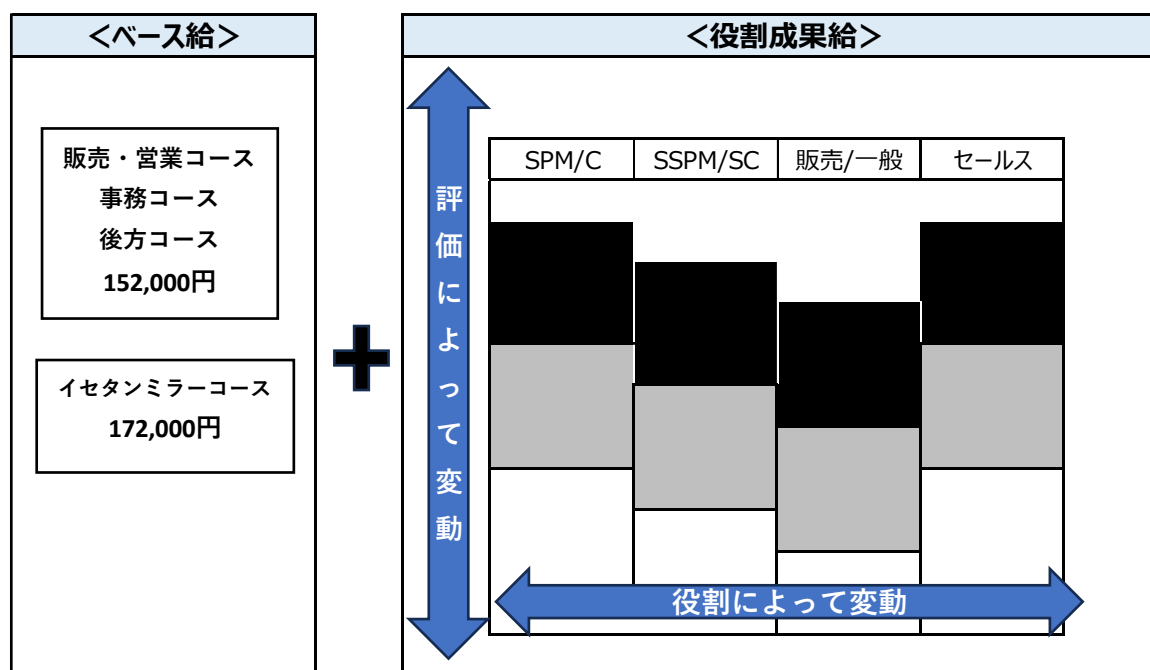 ＜ベース給＞
販売・営業コース
事務コース
後方コース
152,000円
イセタンミラーコース
172,000円
＜役割成果給＞
評価によって変動
SPM/C
SSPM/SC
販売/一般
セールス
役割によって変動